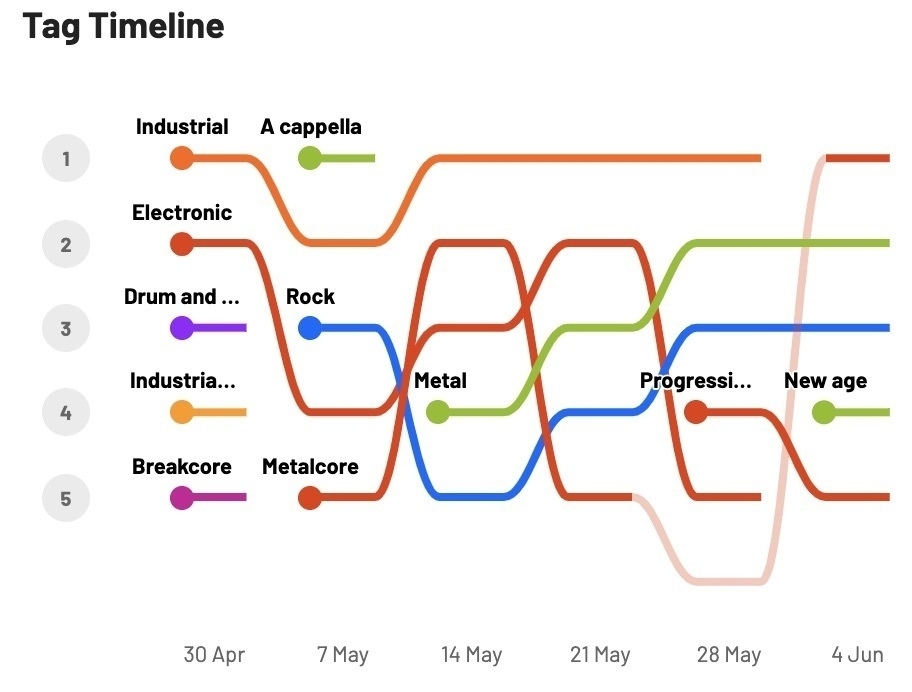 Tag Timeline
Industrial
A cappella
1
Electronic
2
Drum and ...
Rock
3
Industria...
Metal
Progressi...
New age
4
Breakcore
Metalcore
5
30 Apr
7 May
14 May
21 May
28 May
4 Jun